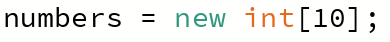 numbers = new int[10];